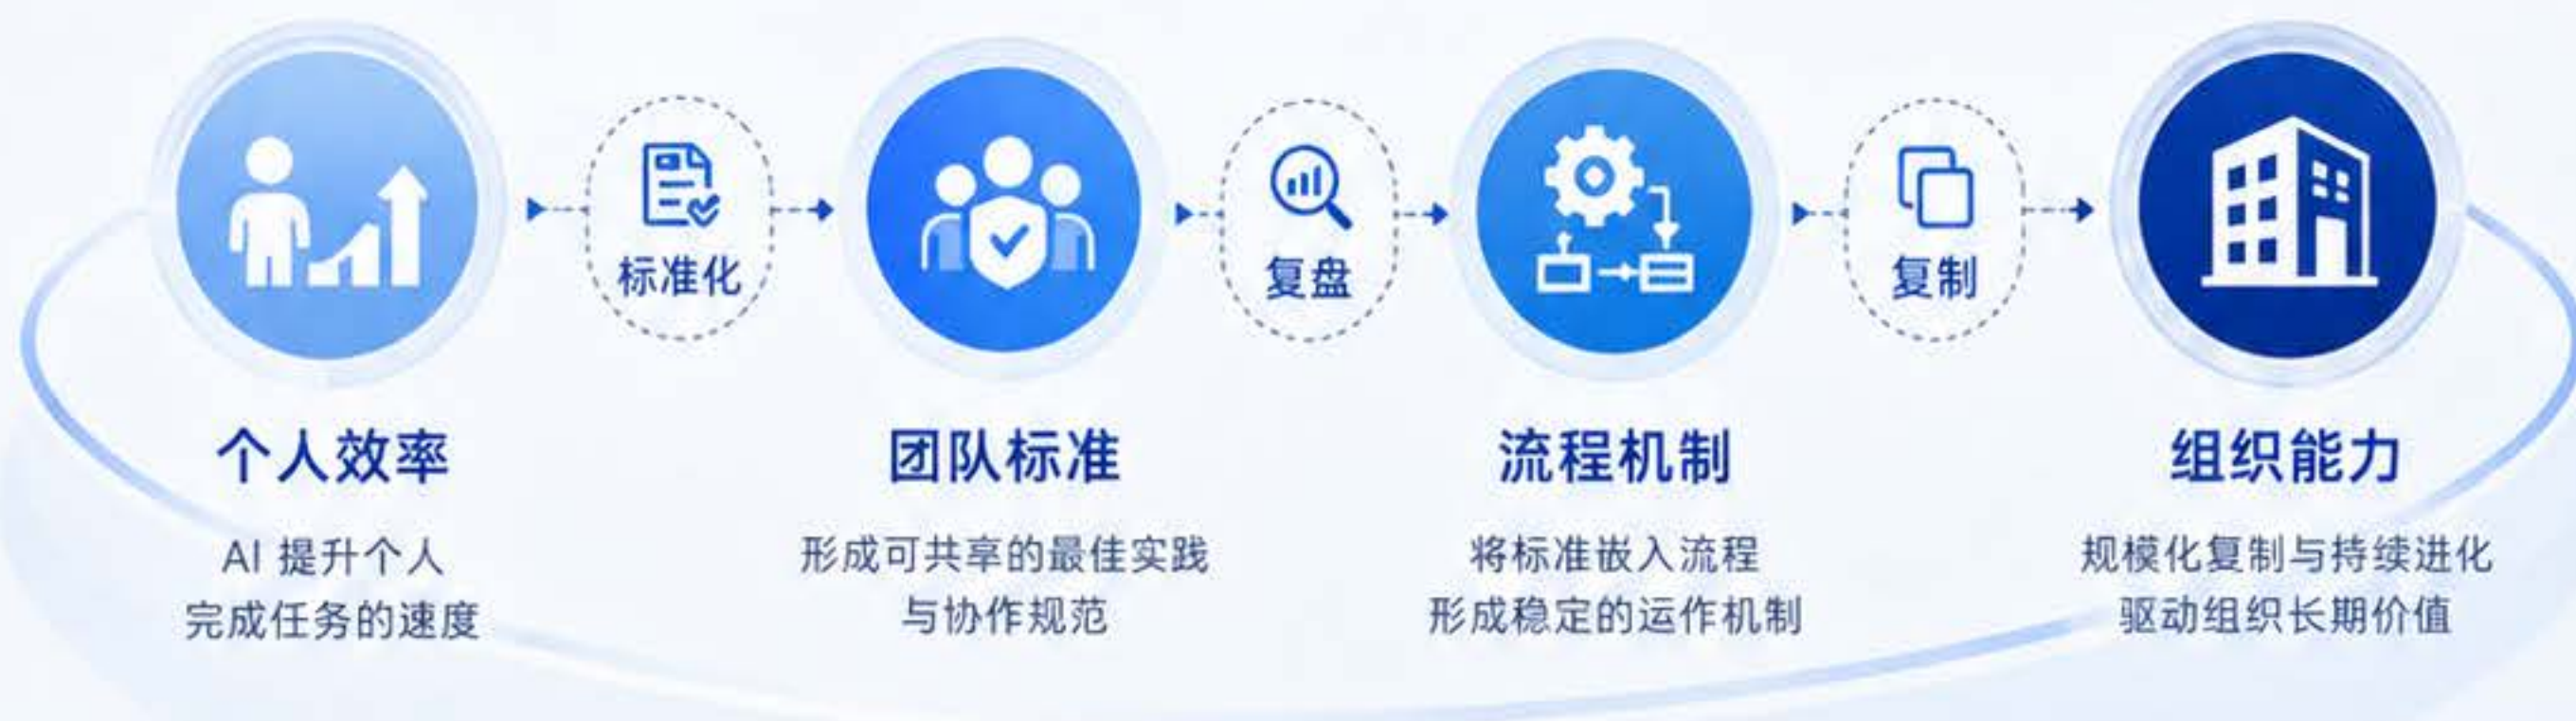 标准化
复盘
复制
个人效率
团队标准
流程机制
组织能力
AI 提升个人
完成任务的速度
形成可共享的最佳实践
与协作规范
将标准嵌入流程
形成稳定的运作机制
规模化复制与持续进化
驱动组织长期价值